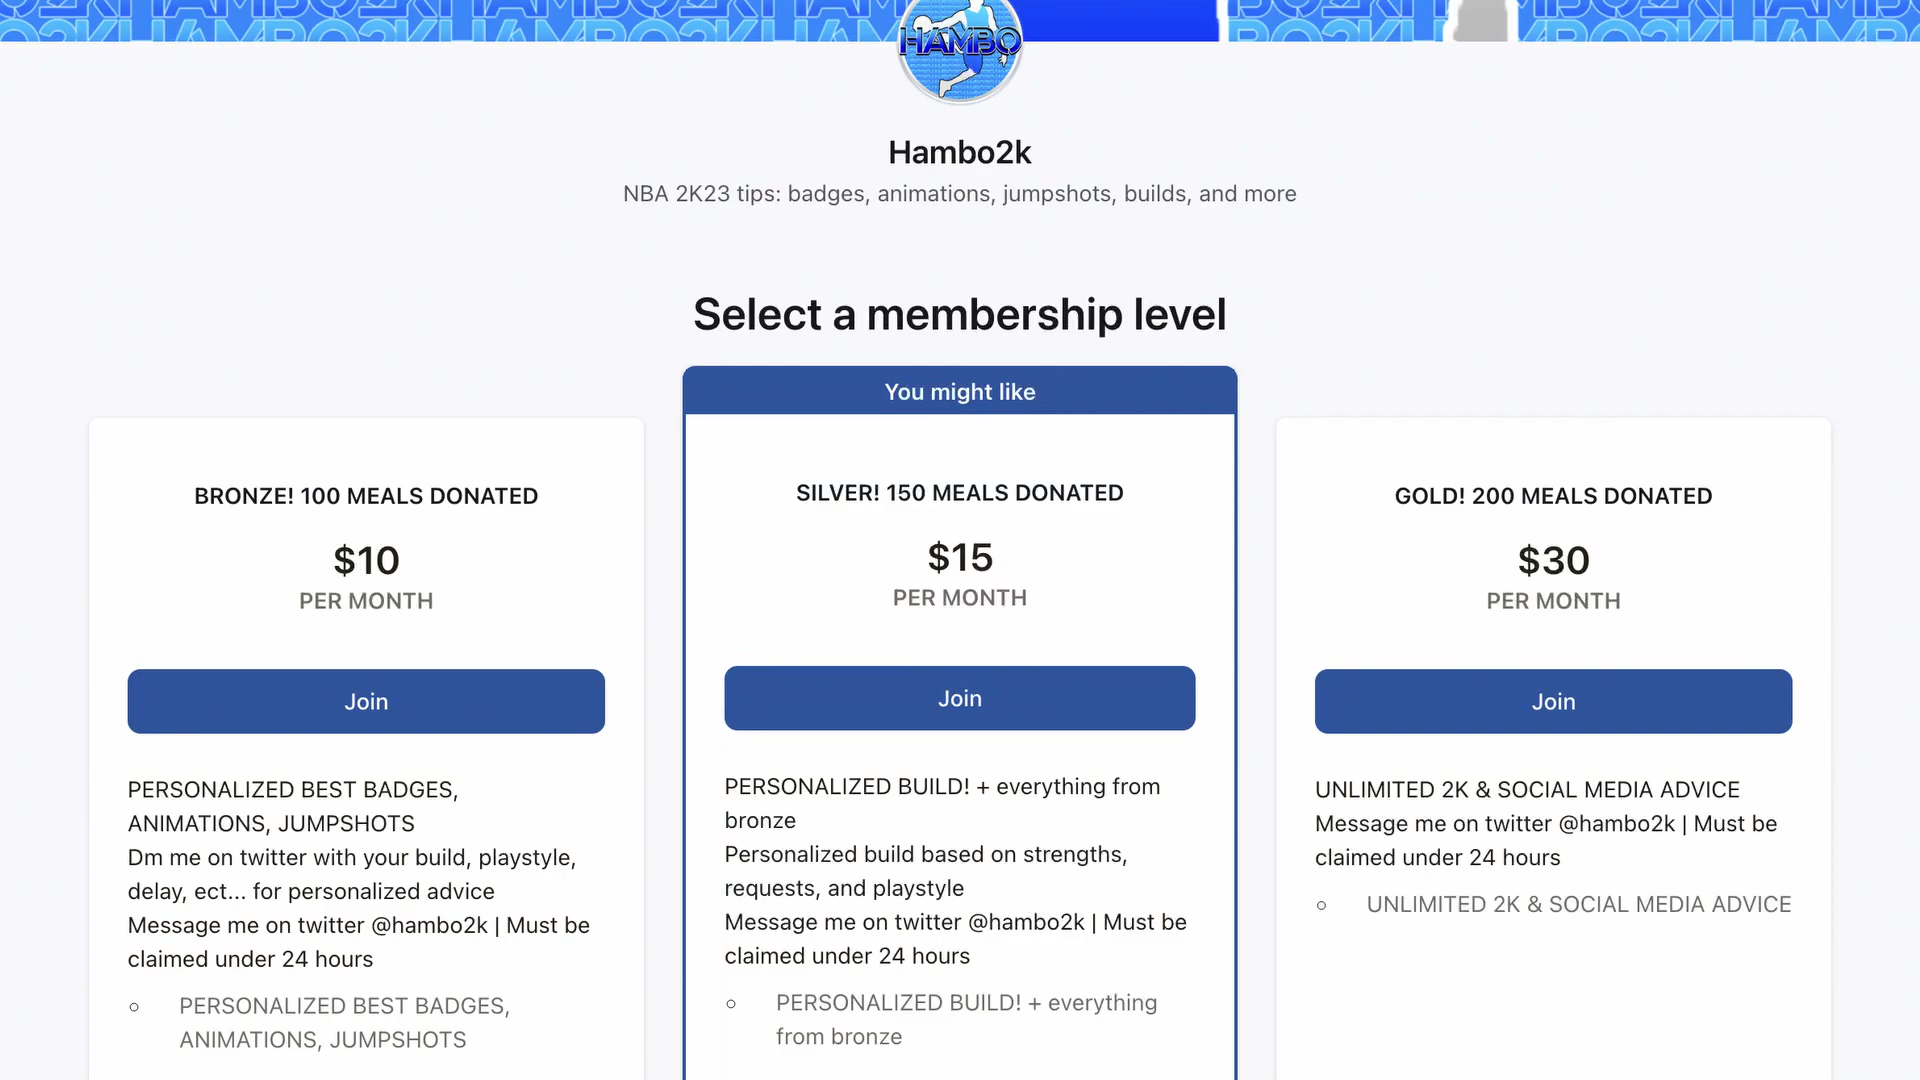 HAMBO
Hambo2k
NBA 2K23 tips: badges, animations, jumpshots, builds, and more
Select a membership level
You might like
BRONZE! 100 MEALS DONATED
$10
PER MONTH
Join
PERSONALIZED BEST BADGES,
ANIMATIONS, JUMPSHOTS
Dm me on twitter with your build, playstyle,
delay, ect... for personalized advice
Message me on twitter @hambo2k | Must be
claimed under 24 hours
○ PERSONALIZED BEST BADGES,
ANIMATIONS, JUMPSHOTS
SILVER! 150 MEALS DONATED
$15
PER MONTH
Join
PERSONALIZED BUILD! + everything from
bronze
Personalized build based on strengths,
requests, and playstyle
Message me on twitter @hambo2k | Must be
claimed under 24 hours
○ PERSONALIZED BUILD! + everything
from bronze
GOLD! 200 MEALS DONATED
$30
PER MONTH
Join
UNLIMITED 2K & SOCIAL MEDIA ADVICE
Message me on twitter @hambo2k | Must be
claimed under 24 hours
○ UNLIMITED 2K & SOCIAL MEDIA ADVICE